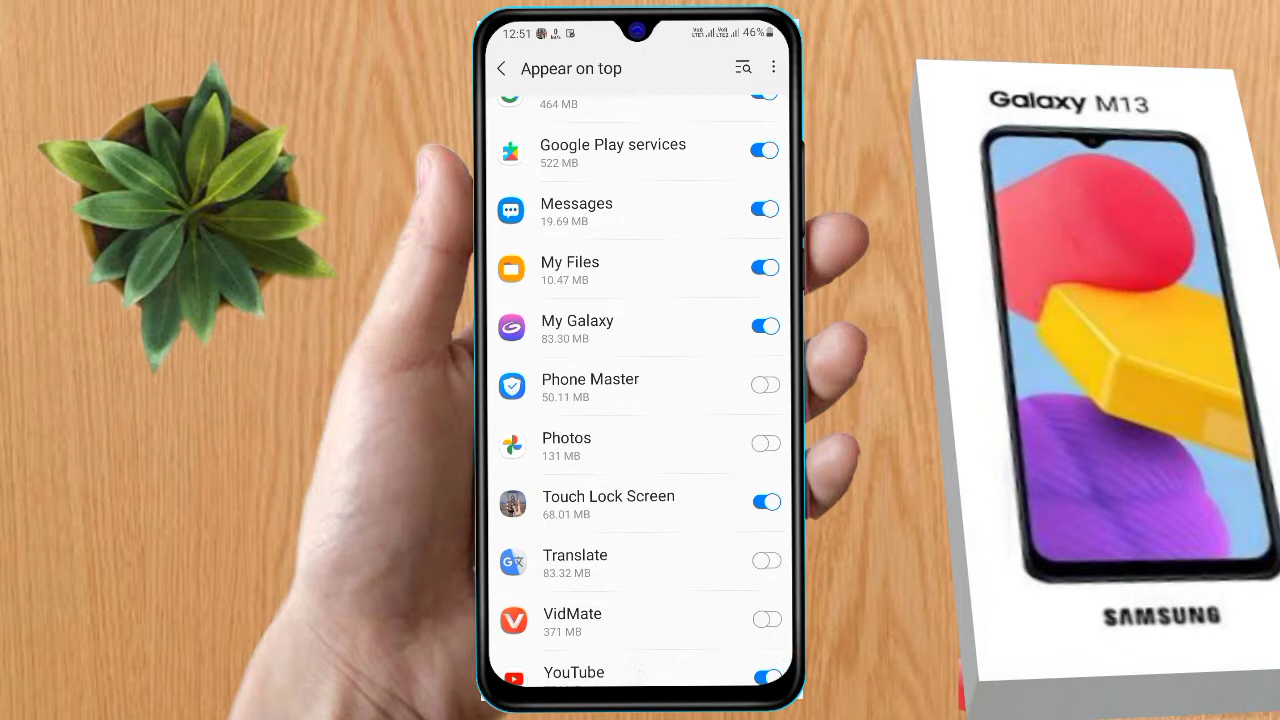 12:51
46%
Appear on top
464 MB
Google Play services
522 MB
Messages
19.69 MB
My Files
10.47 MB
My Galaxy
83.30 MB
Phone Master
50.11 MB
Photos
131 MB
Touch Lock Screen
68.01 MB
Translate
83.32 MB
VidMate
371 MB
YouTube
Galaxy M13
SAMSUNG